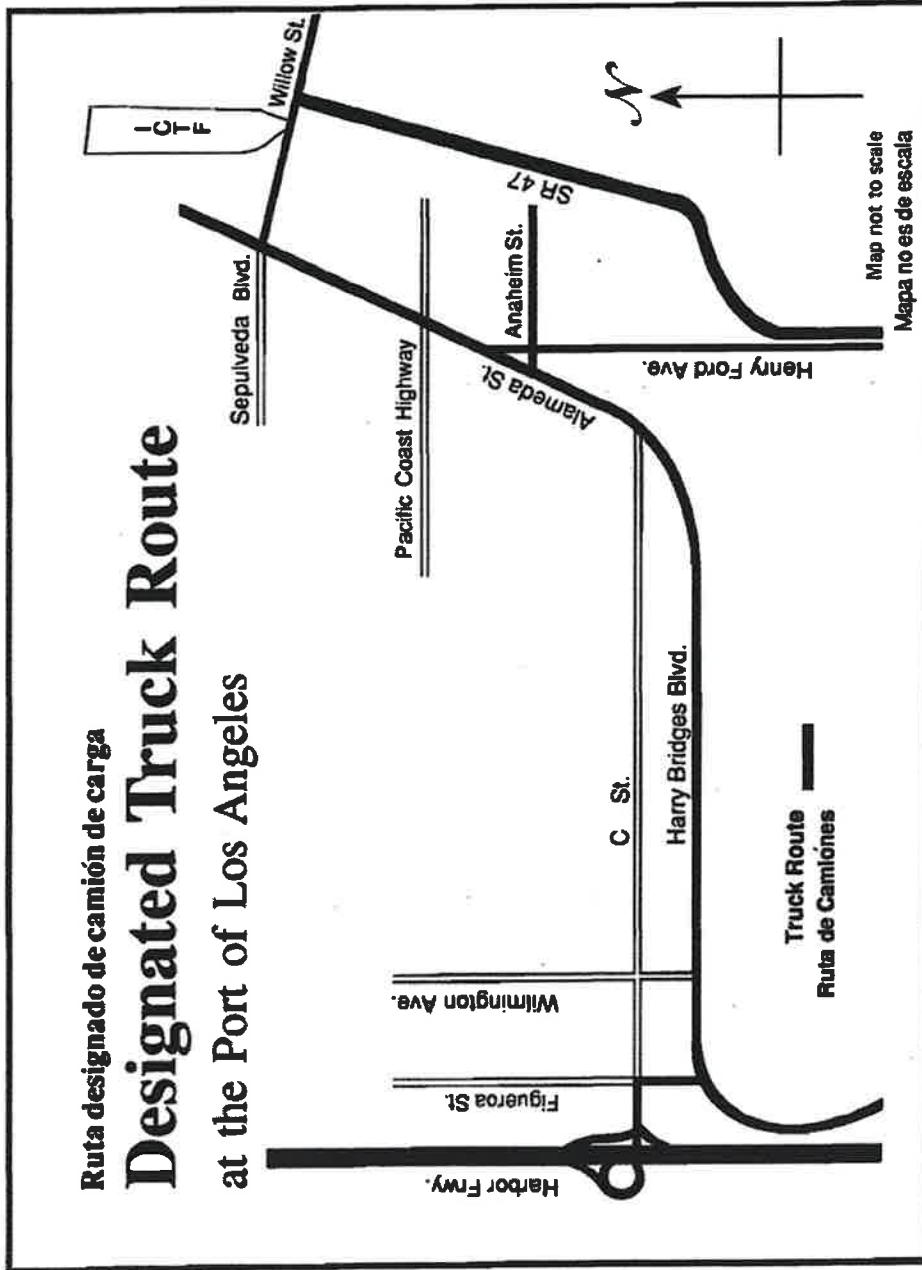 Ruta designado de camión de carga
Designated Truck Route
at the Port of Los Angeles
I
C
T
F
Willow St.
Sepulveda Blvd.
Pacific Coast Highway
SR 47
Anaheim St.
Alameda St.
Henry Ford Ave.
C St.
Harry Bridges Blvd.
Wilmington Ave.
Figueroa St.
Harbor Frwy.
Truck Route
Ruta de Camiónes
N
Map not to scale
Mapa no es de escala